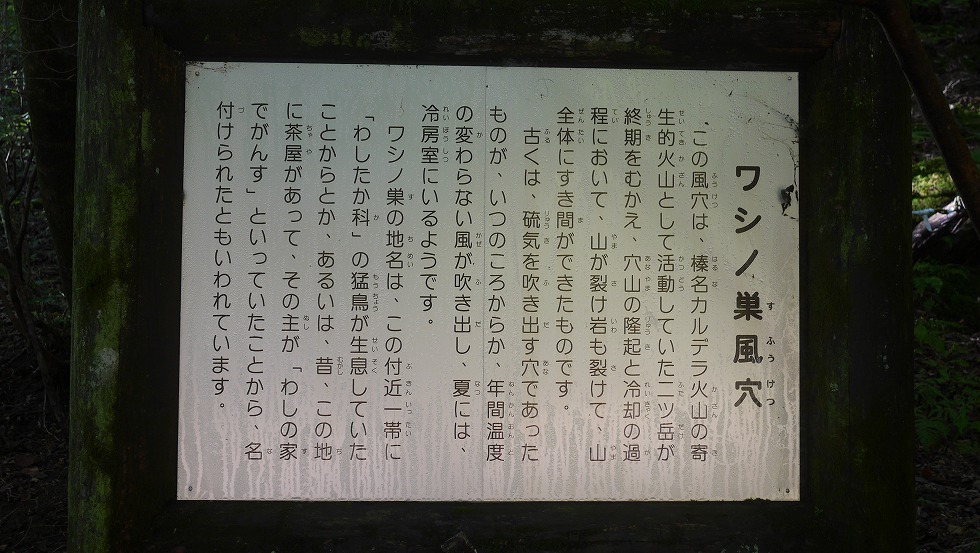 ワシノ巣風穴
この風穴は、榛名カルデラ火山の寄
生的火山として活動していた二ツ岳が
終期をむかえ、穴山の隆起と冷却の過
程において、山が裂け岩も裂けて、山
全体にすき間ができたものです。
古くは、硫気を吹き出す穴であった
ものが、いつのころからか、年間温度
の変わらない風が吹き出し、夏には、
冷房室にいるようです。
ワシノ巣の地名は、この付近一帯に
「わしたか科」の猛鳥が生息していた
ことからとか、あるいは、昔、この地
に茶屋があって、その主が「わしの家
でがんす」といっていたことから、名
付けられたともいわれています。